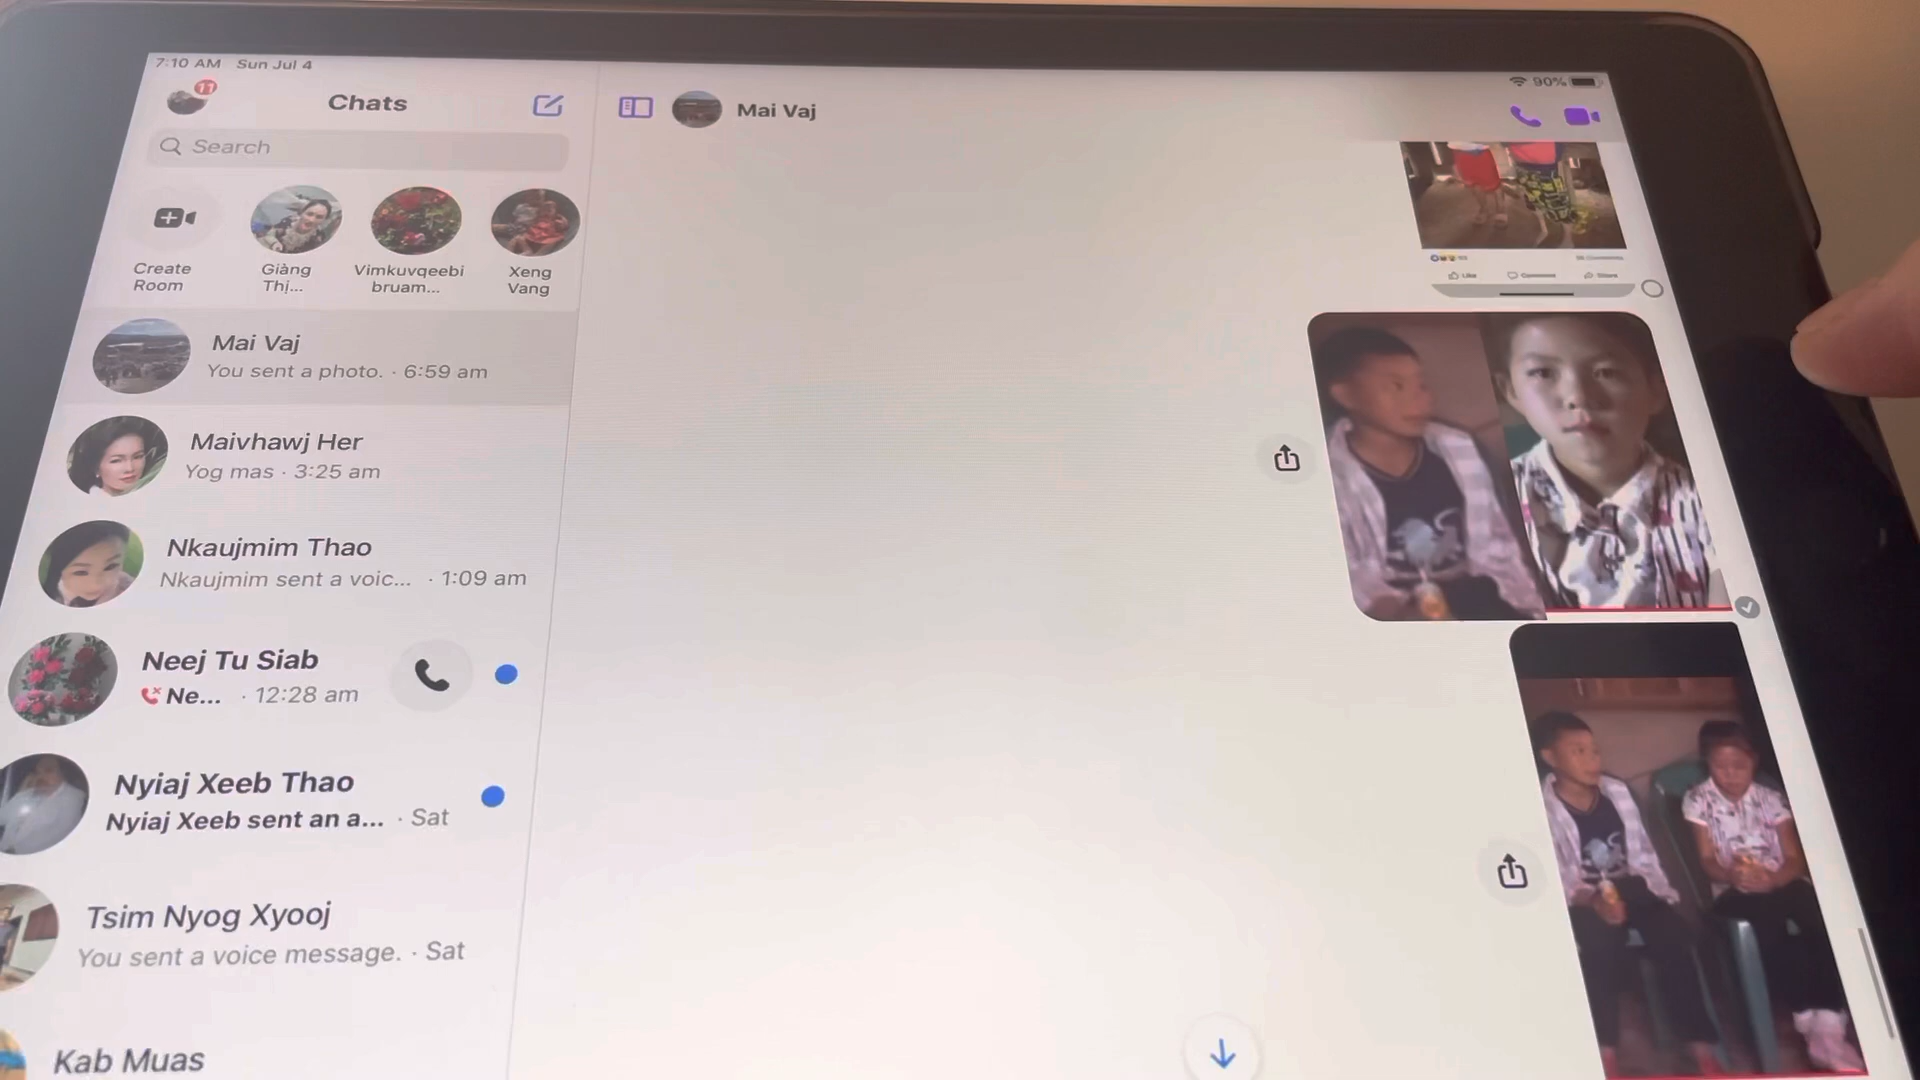 7:10 AM Sun Jul 4
90%
11
Chats
Mai Vaj
Search
Create
Room
Giàng
Thị...
Vimkuvqeebi
bruam...
Xeng
Vang
Mai Vaj
You sent a photo. · 6:59 am
Maivhawj Her
Yog mas · 3:25 am
Nkaujmim Thao
Nkaujmim sent a voic... · 1:09 am
Neej Tu Siab
Ne... · 12:28 am
Nyiaj Xeeb Thao
Nyiaj Xeeb sent an a... · Sat
Tsim Nyog Xyooj
You sent a voice message. · Sat
Kab Muas
Like
Comment
Share